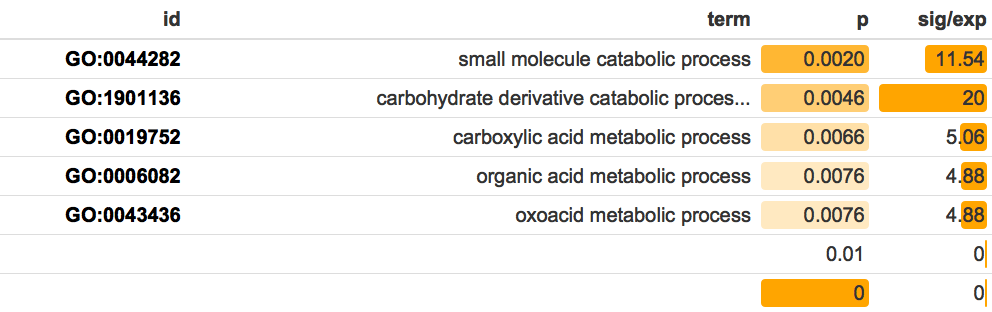 id term p sig/exp
GO:0044282 small molecule catabolic process 0.0020 11.54
GO:1901136 carbohydrate derivative catabolic proces... 0.0046 20
GO:0019752 carboxylic acid metabolic process 0.0066 5.06
GO:0006082 organic acid metabolic process 0.0076 4.88
GO:0043436 oxoacid metabolic process 0.0076 4.88
0.01 0
0 0